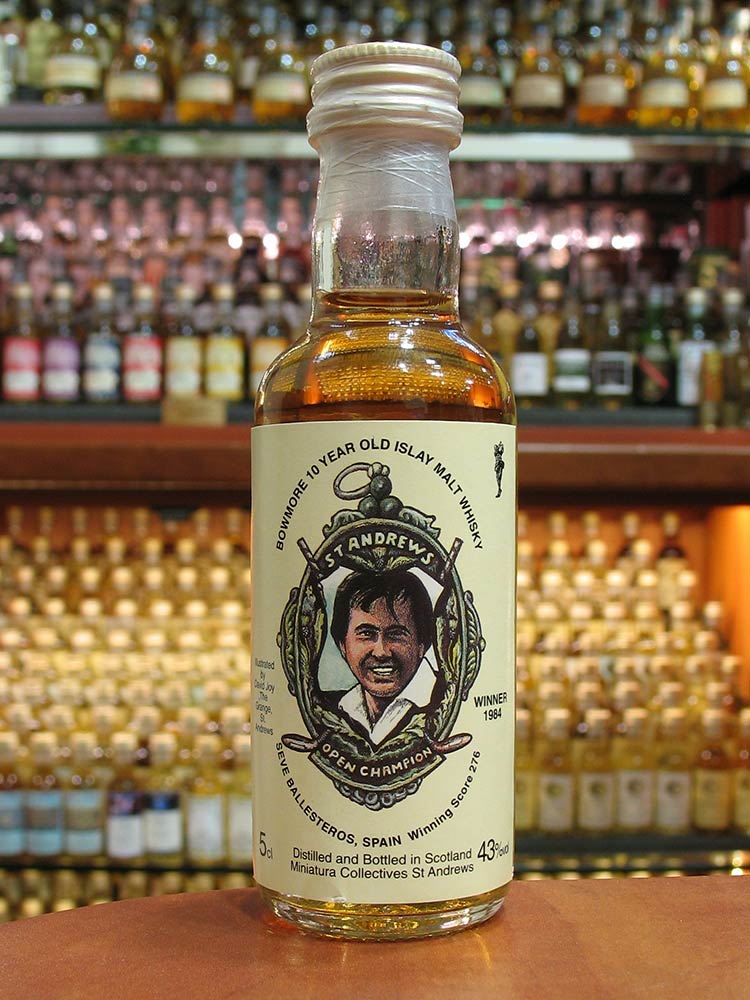 BOWMORE 10 YEAR OLD ISLAY MALT WHISKY
ST ANDREWS
Illustrated
by
David Joy
The
Grange,
St.
Andrews
WINNER
1984
OPEN CHAMPION
SEVE BALLESTEROS, SPAIN Winning Score 276
5cl
Distilled and Bottled in Scotland
43%vol
Miniatura Collectives St Andrews